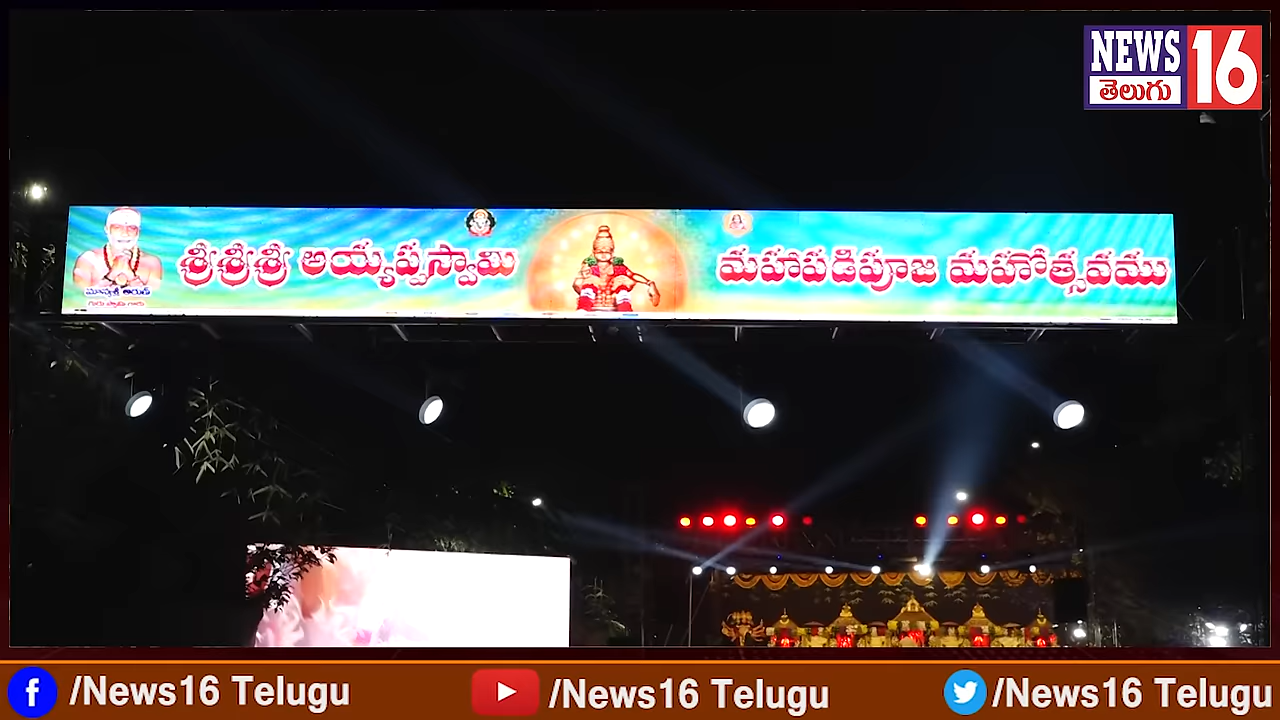 NEWS 16
తెలుగు
శ్రీశ్రీశ్రీ అయ్యప్పస్వామి మహాపడిపూజ మహోత్సవము
/News16 Telugu /News16 Telugu /News16 Telugu